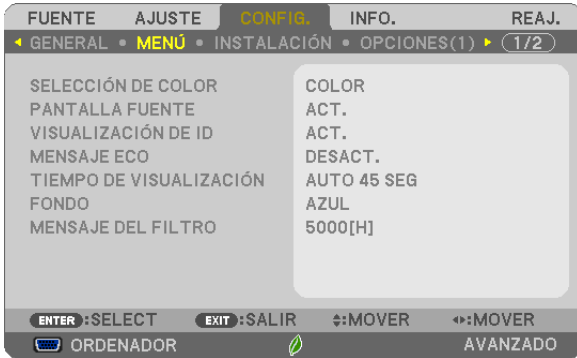 FUENTE AJUSTE CONFIG. INFO. REAJ.
GENERAL • MENÚ • INSTALACIÓN • OPCIONES(1) 1/2
SELECCIÓN DE COLOR COLOR
PANTALLA FUENTE ACT.
VISUALIZACIÓN DE ID ACT.
MENSAJE ECO DESACT.
TIEMPO DE VISUALIZACIÓN AUTO 45 SEG
FONDO AZUL
MENSAJE DEL FILTRO 5000[H]
ENTER :SELECT EXIT :SALIR :MOVER :MOVER
ORDENADOR AVANZADO